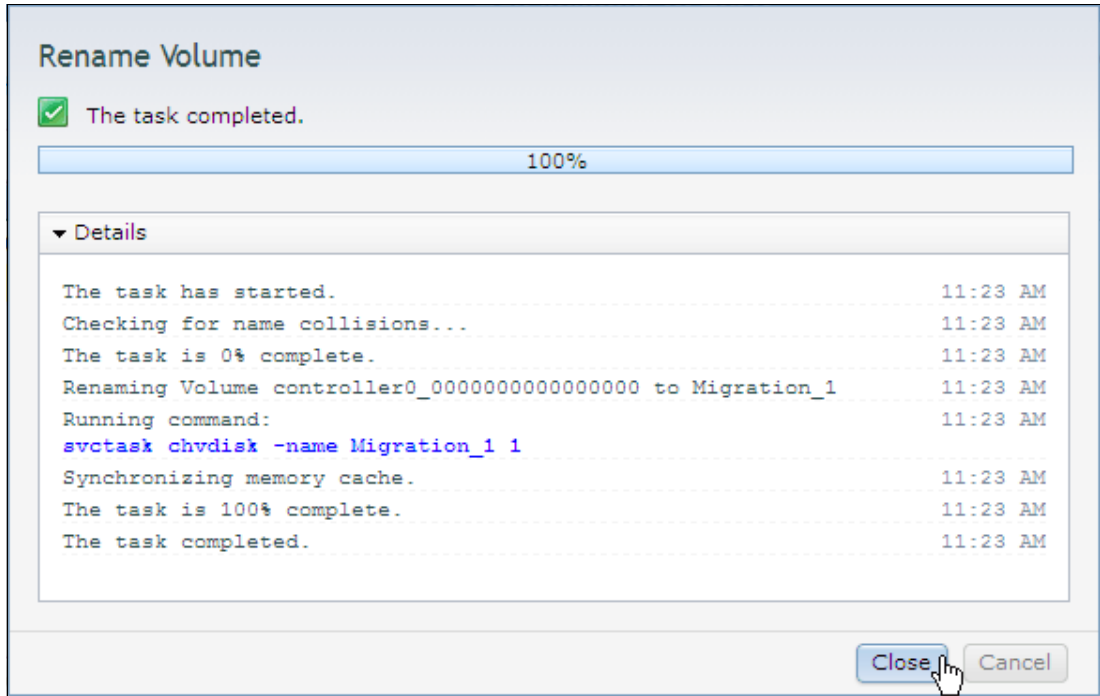 Rename Volume
The task completed.
100%
Details
The task has started. 11:23 AM
Checking for name collisions... 11:23 AM
The task is 0% complete. 11:23 AM
Renaming Volume controller0_0000000000000000 to Migration_1 11:23 AM
Running command: 11:23 AM
svctask chvdisk -name Migration_1 1
Synchronizing memory cache. 11:23 AM
The task is 100% complete. 11:23 AM
The task completed. 11:23 AM
Close Cancel